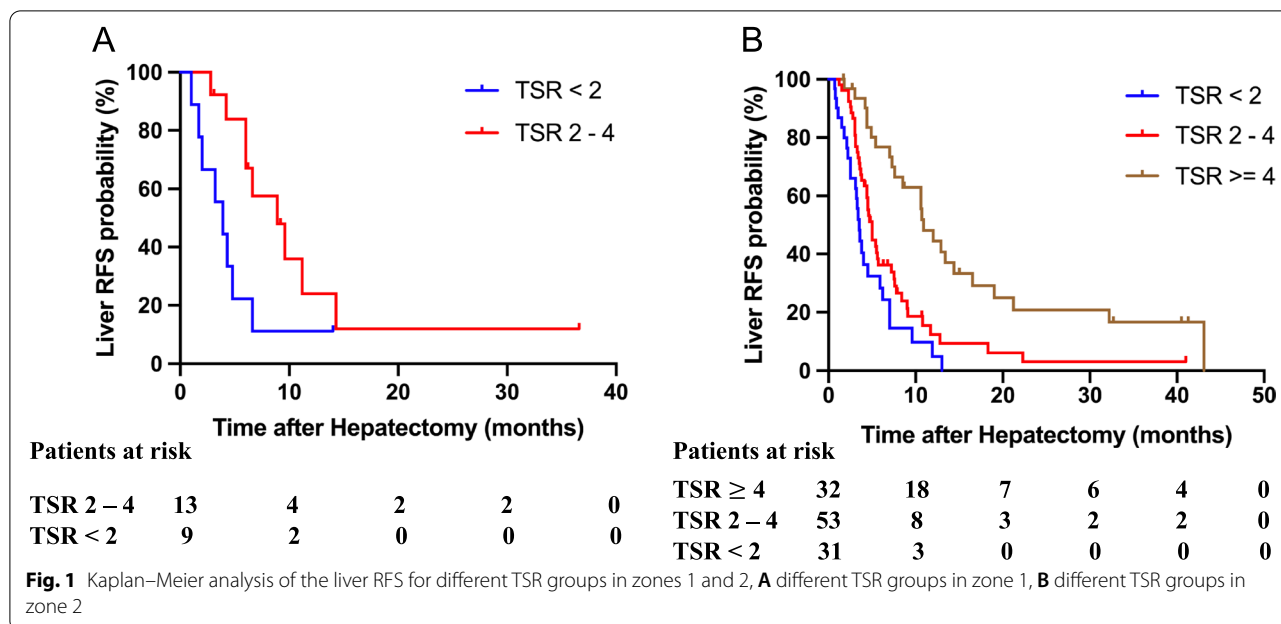 A
B
100
80
60
40
20
0
Liver RFS probability (%)
TSR < 2
TSR 2 - 4
0 10 20 30 40
Time after Hepatectomy (months)
Patients at risk
TSR 2 – 4 13 4 2 2 0
TSR < 2 9 2 0 0 0
100
80
60
40
20
0
Liver RFS probability (%)
TSR < 2
TSR 2 - 4
TSR >= 4
0 10 20 30 40 50
Time after Hepatectomy (months)
Patients at risk
TSR ≥ 4 32 18 7 6 4 0
TSR 2 – 4 53 8 3 2 2 0
TSR < 2 31 3 0 0 0 0
Fig. 1 Kaplan–Meier analysis of the liver RFS for different TSR groups in zones 1 and 2, A different TSR groups in zone 1, B different TSR groups in
zone 2